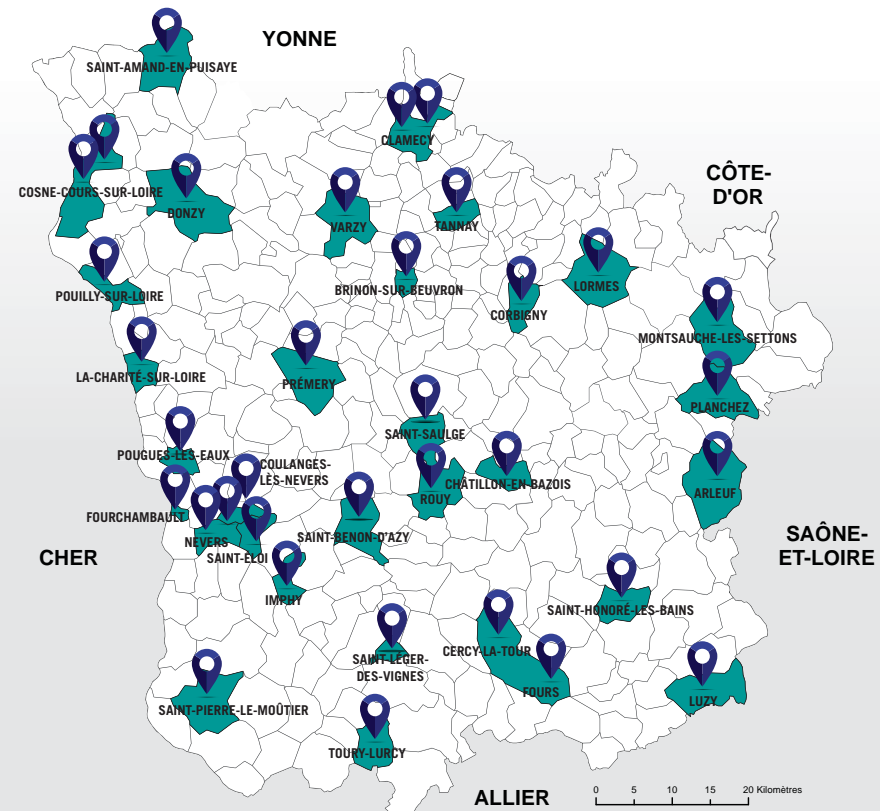 YONNE
SAINT-AMAND-EN-PUISAYE
CLAMECY
CÔTE-
D'OR
COSNE-COURS-SUR-LOIRE
DONZY
VARZY
TANNAY
BRINON-SUR-BEUVRON
LORMES
POUILLY-SUR-LOIRE
CORBIGNY
MONTSAUCHE-LES-SETTONS
LA-CHARITÉ-SUR-LOIRE
PRÉMERY
PLANCHEZ
SAINT-SAULGE
POUGUES-LES-EAUX
COULANGES-
LÈS-NEVERS
CHÂTILLON-EN-BAZOIS
ROUY
ARLEUF
FOURCHAMBAULT
NEVERS
SAINT-ÉLOI
SAINT-BENON-D'AZY
CHER
SAÔNE-
ET-LOIRE
IMPHY
SAINT-HONORÉ-LES-BAINS
SAINT-LÉGER-
DES-VIGNES
CERCY-LA-TOUR
FOURS
LUZY
SAINT-PIERRE-LE-MOÛTIER
TOURY-LURCY
ALLIER
0 5 10 15 20 Kilomètres